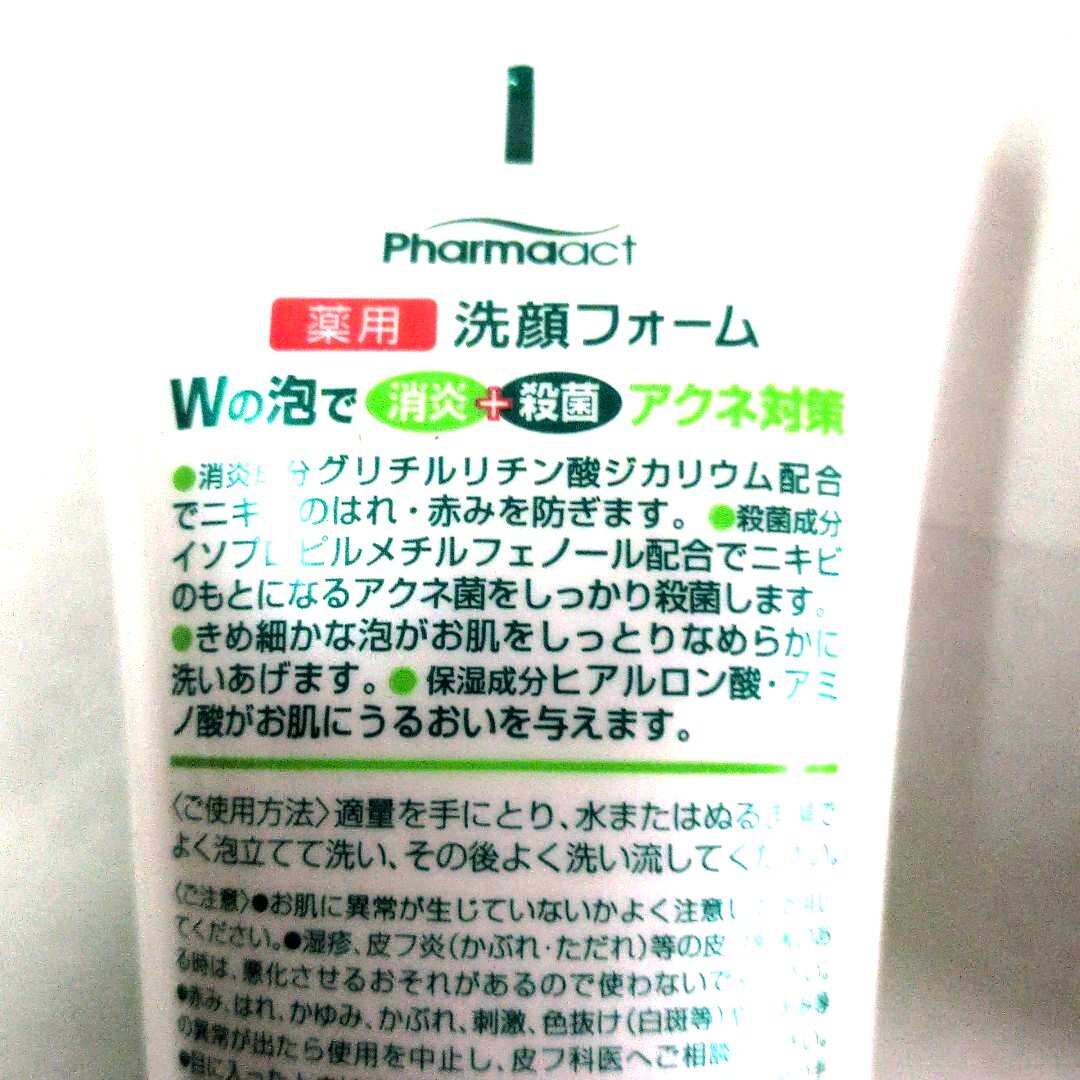 Pharmaact
薬用 洗顔フォーム
Wの泡で 消炎+殺菌 アクネ対策
●消炎 分グリチルリチン酸ジカリウム配合
でニキ のはれ・赤みを防ぎます。●殺菌成分
イソプロピルメチルフェノール配合でニキビ
のもとになるアクネ菌をしっかり殺菌します。
●きめ細かな泡がお肌をしっとりなめらかに
洗いあげます。●保湿成分ヒアルロン酸・アミ
ノ酸がお肌にうるおいを与えます。
〈ご使用方法〉適量を手にとり、水またはぬる
よく泡立てて洗い、その後よく洗い流してく
〈ご注意〉●お肌に異常が生じていないかよく注意し
てください。●湿疹、皮フ炎(かぶれ・ただれ)等の皮
る時は、悪化させるおそれがあるので使わないで
●赤み、はれ、かゆみ、かぶれ、刺激、色抜け(白斑等)
の異常が出たら使用を中止し、皮フ科医へご相談